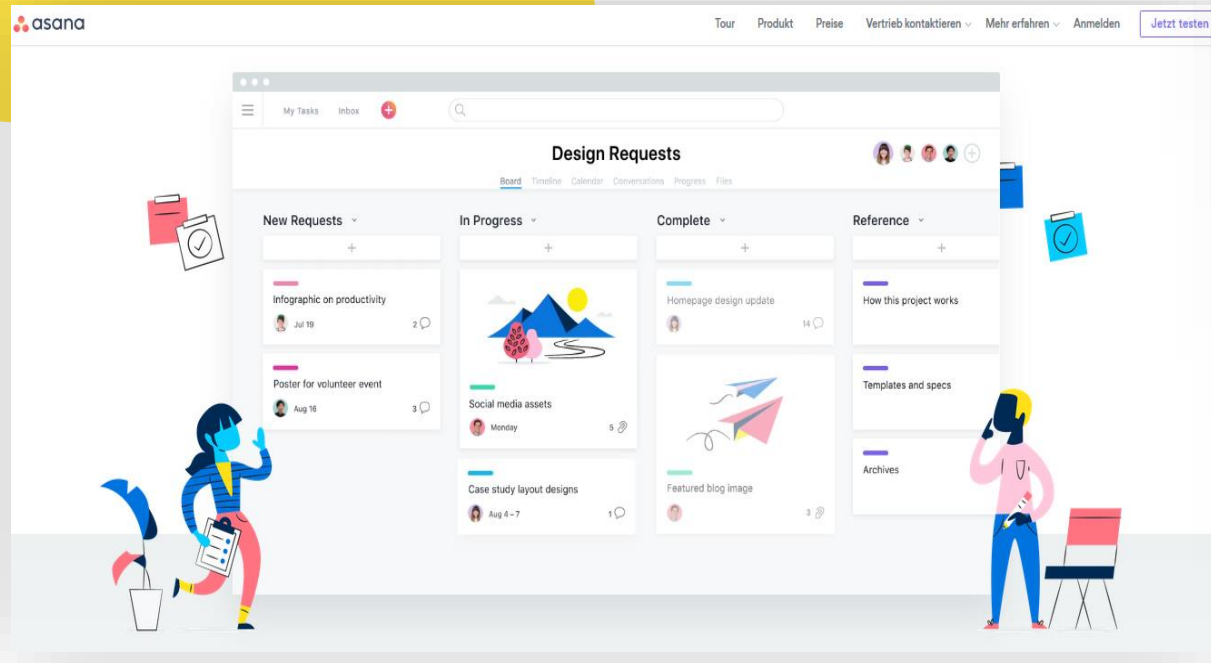 asana
Tour Produkt Preise Vertrieb kontaktieren Mehr erfahren Anmelden Jetzt testen
My Tasks Inbox
Design Requests
Board Timeline Calendar Conversations Progress Files
New Requests
Infographic on productivity
Jul 19 2
Poster for volunteer event
Aug 16 3
In Progress
Social media assets
Monday 5
Case study layout designs
Aug 4 – 7 1
Complete
Homepage design update
14
Featured blog image
3
Reference
How this project works
Templates and specs
Archives